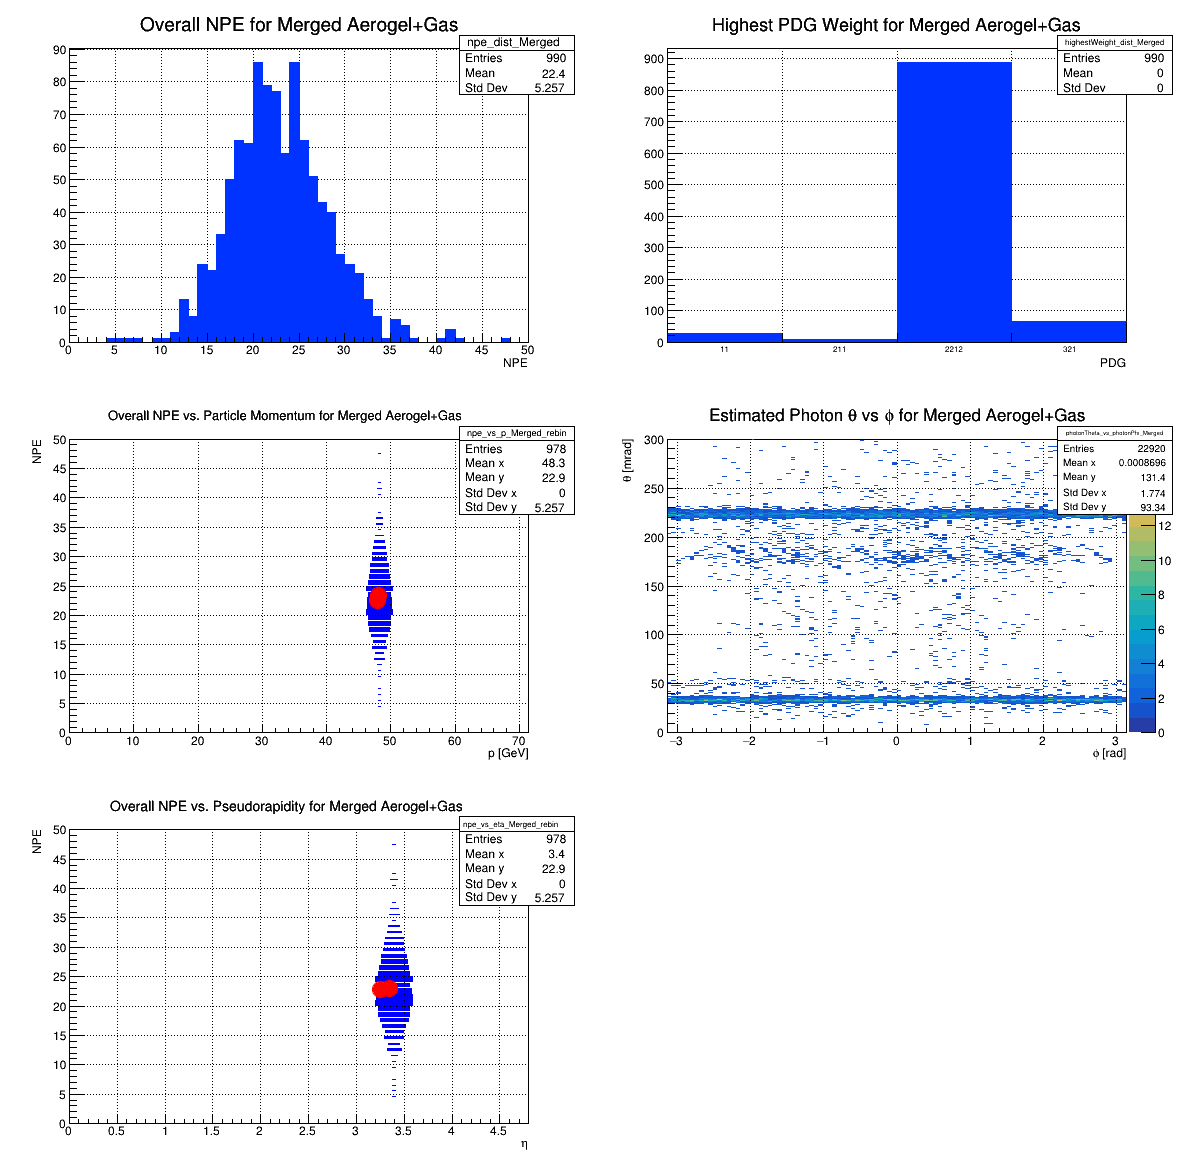 Overall NPE for Merged Aerogel+Gas
npe_dist_Merged
Entries 990
Mean 22.4
Std Dev 5.257
90
80
70
60
50
40
30
20
10
0
0 5 10 15 20 25 30 35 40 45 50
NPE
Highest PDG Weight for Merged Aerogel+Gas
highestWeight_dist_Merged
Entries 990
Mean 0
Std Dev 0
900
800
700
600
500
400
300
200
100
0
11 211 2212 321
PDG
Overall NPE vs. Particle Momentum for Merged Aerogel+Gas
npe_vs_p_Merged_rebin
Entries 978
Mean x 48.3
Mean y 22.9
Std Dev x 0
Std Dev y 5.257
NPE
50
45
40
35
30
25
20
15
10
5
0
0 10 20 30 40 50 60 70
p [GeV]
Estimated Photon θ vs ϕ for Merged Aerogel+Gas
photonTheta_vs_photonPhi_Merged
Entries 22920
Mean x 0.0008696
Mean y 131.4
Std Dev x 1.774
Std Dev y 93.34
θ [mrad]
300
250
200
150
100
50
0
−3 −2 −1 0 1 2 3
ϕ [rad]
12
10
8
6
4
2
0
Overall NPE vs. Pseudorapidity for Merged Aerogel+Gas
npe_vs_eta_Merged_rebin
Entries 978
Mean x 3.4
Mean y 22.9
Std Dev x 0
Std Dev y 5.257
NPE
50
45
40
35
30
25
20
15
10
5
0
0 0.5 1 1.5 2 2.5 3 3.5 4 4.5
η